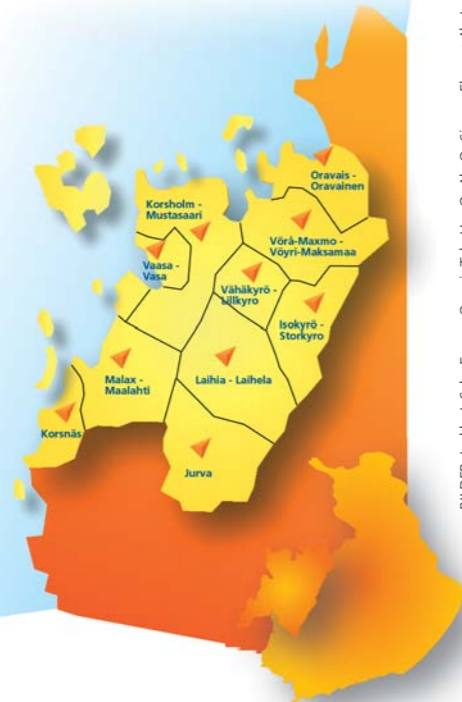 Oravais -
Oravainen
Korsholm -
Mustasaari
Vörå-Maxmo -
Vöyri-Maksamaa
Vaasa -
Vasa
Vähäkyrö -
Lillkyro
Isokyrö -
Storkyro
Malax -
Maalahti
Laihia - Laihela
Korsnäs
Jurva